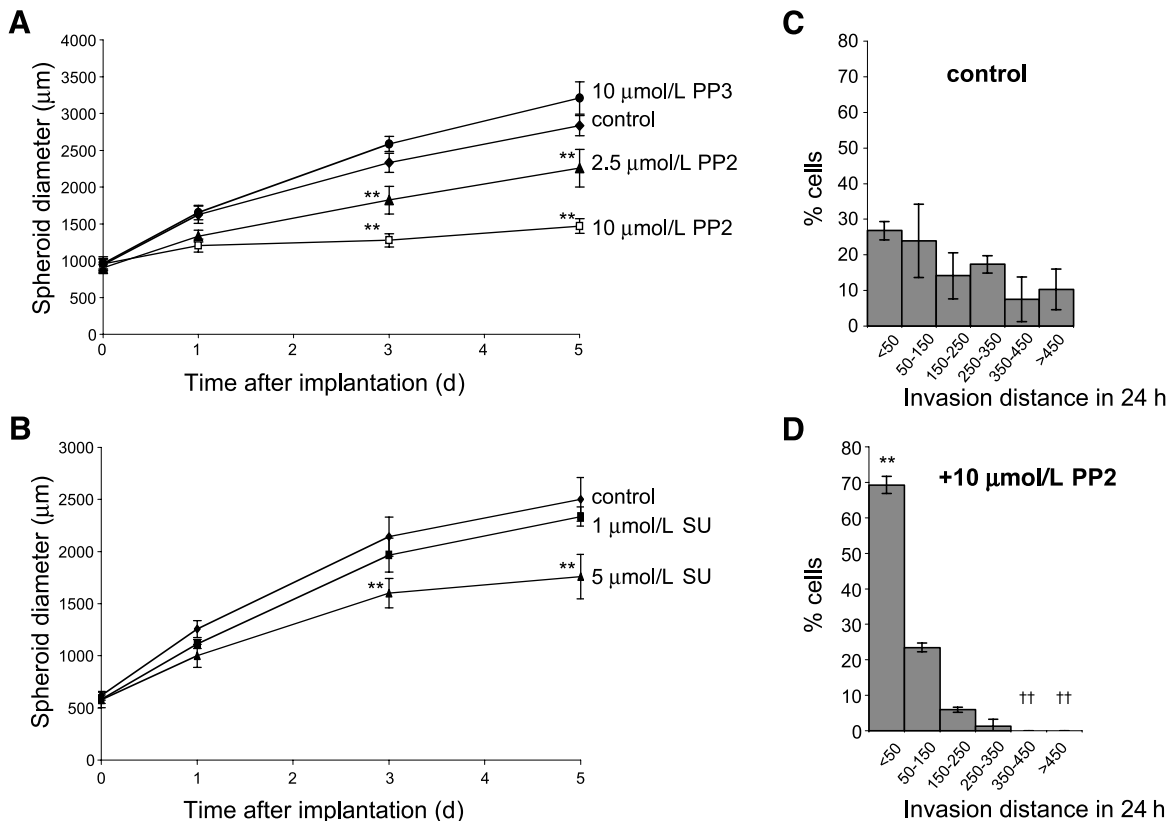 A
Spheroid diameter (μm)
4000
3500
3000
2500
2000
1500
1000
500
0
0 1 2 3 4 5
Time after implantation (d)
10 μmol/L PP3
control
** 2.5 μmol/L PP2
**
** 10 μmol/L PP2
**
B
Spheroid diameter (μm)
3000
2500
2000
1500
1000
500
0
0 1 2 3 4 5
Time after implantation (d)
control
1 μmol/L SU
** 5 μmol/L SU
**
C
control
% cells
80
70
60
50
40
30
20
10
0
<50 50-150 150-250 250-350 350-450 >450
Invasion distance in 24 h
D
+10 μmol/L PP2
% cells
80
70
60
50
40
30
20
10
0
**
†† ††
<50 50-150 150-250 250-350 350-450 >450
Invasion distance in 24 h